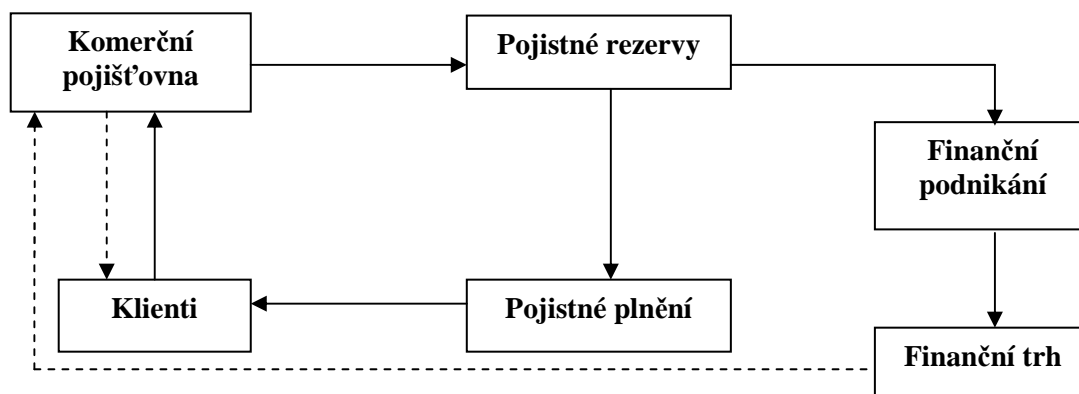 Komerční
pojišťovna
Pojistné rezervy
Finanční
podnikání
Klienti
Pojistné plnění
Finanční trh